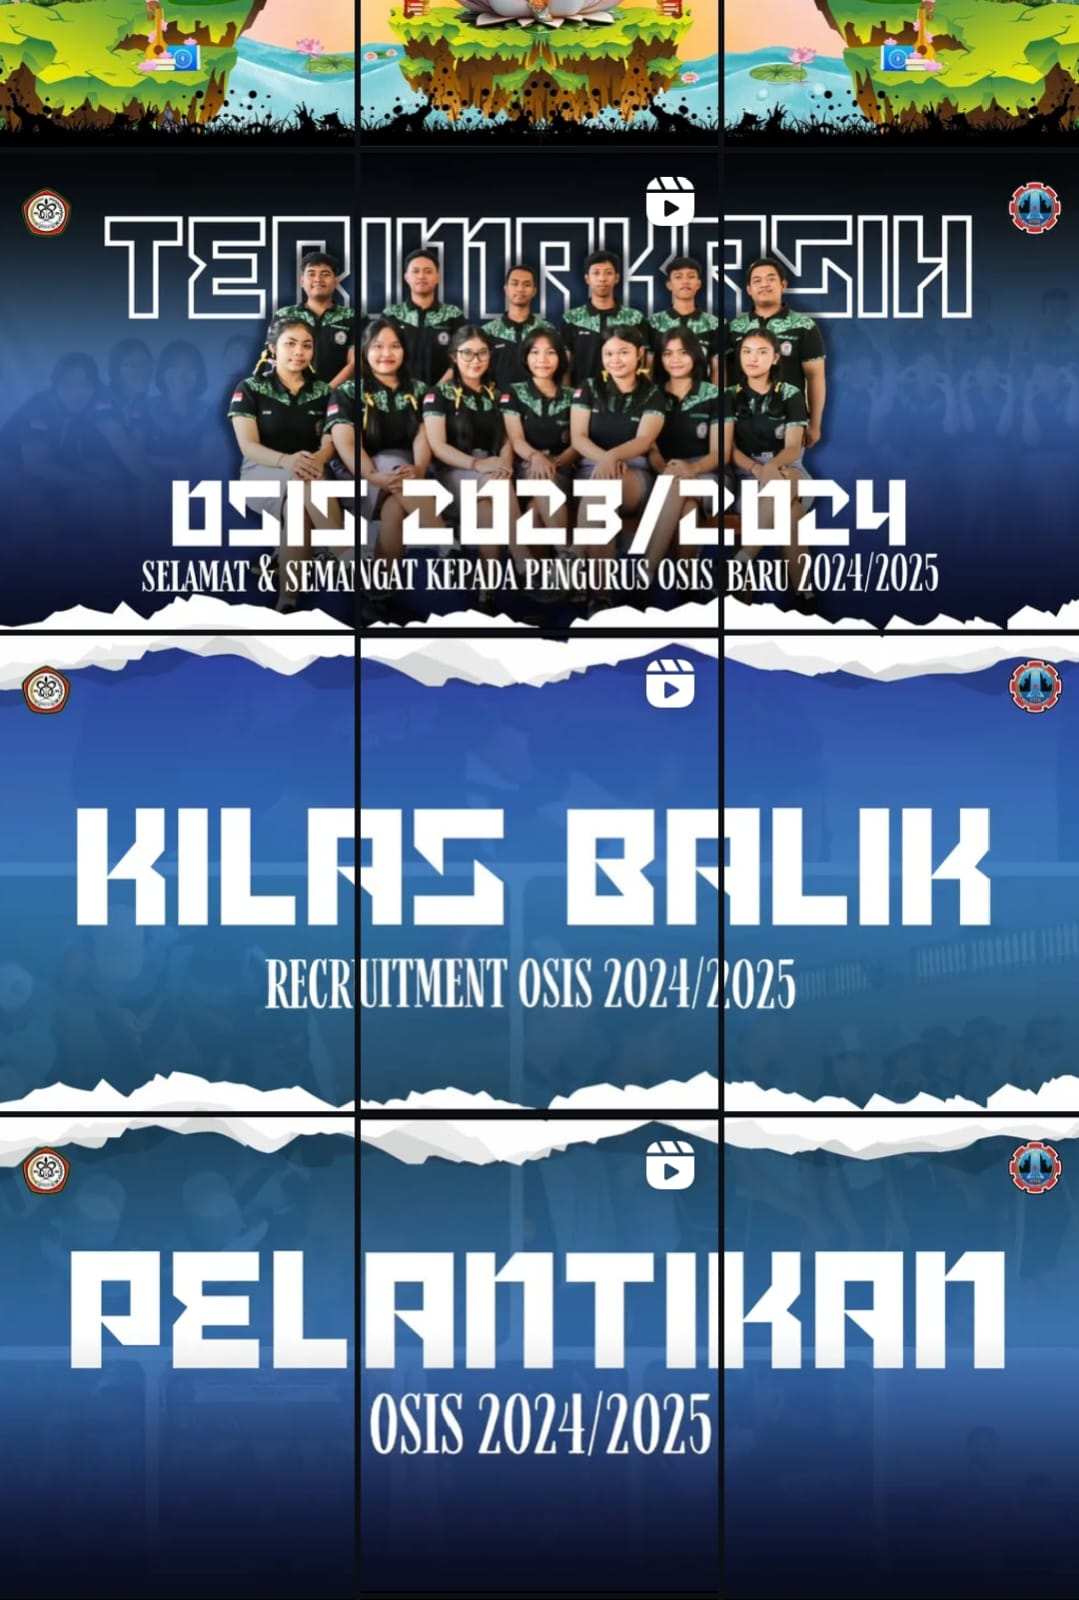 TERIMAKASIH
OSIS 2023/2024
SELAMAT & SEMANGAT KEPADA PENGURUS OSIS BARU 2024/2025
KILAS BALIK
RECRUITMENT OSIS 2024/2025
PELANTIKAN
OSIS 2024/2025